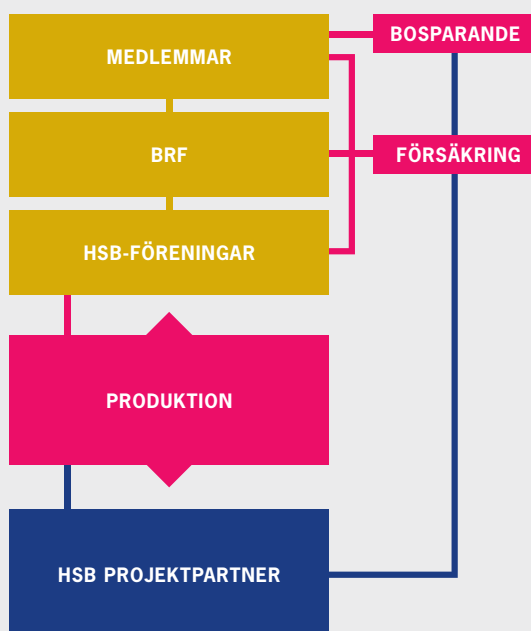 MEDLEMMAR
BOSPARANDE
BRF
FÖRSÄKRING
HSB-FÖRENINGAR
PRODUKTION
HSB PROJEKTPARTNER